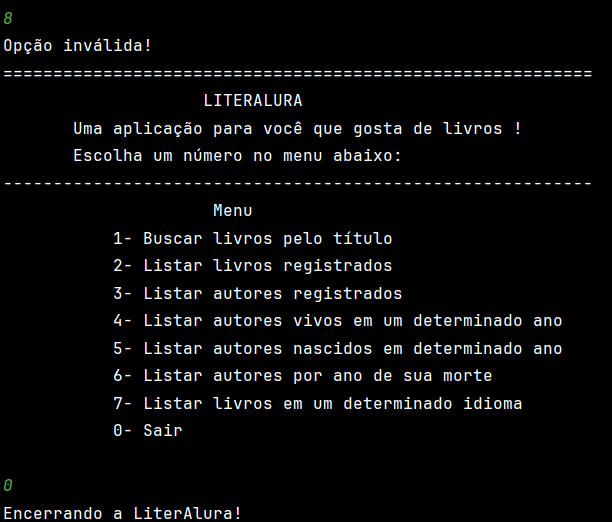 8
Opção inválida!
===========================================================
LITERALURA
Uma aplicação para você que gosta de livros !
Escolha um número no menu abaixo:
-----------------------------------------------------------
Menu
1- Buscar livros pelo título
2- Listar livros registrados
3- Listar autores registrados
4- Listar autores vivos em um determinado ano
5- Listar autores nascidos em determinado ano
6- Listar autores por ano de sua morte
7- Listar livros em um determinado idioma
0- Sair
0
Encerrando a LiterAlura!